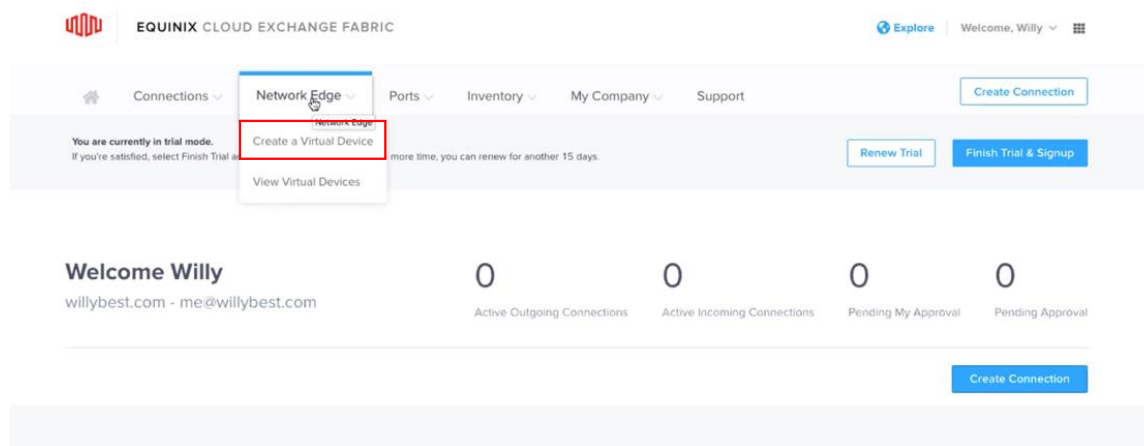 EQUINIX CLOUD EXCHANGE FABRIC
Explore
Welcome, Willy
Connections
Network Edge
Ports
Inventory
My Company
Support
Create Connection
Network Edge
You are currently in trial mode.
If you're satisfied, select Finish Trial a
more time, you can renew for another 15 days.
Create a Virtual Device
View Virtual Devices
Renew Trial
Finish Trial & Signup
Welcome Willy
willybest.com - me@willybest.com
0
Active Outgoing Connections
0
Active Incoming Connections
0
Pending My Approval
0
Pending Approval
Create Connection